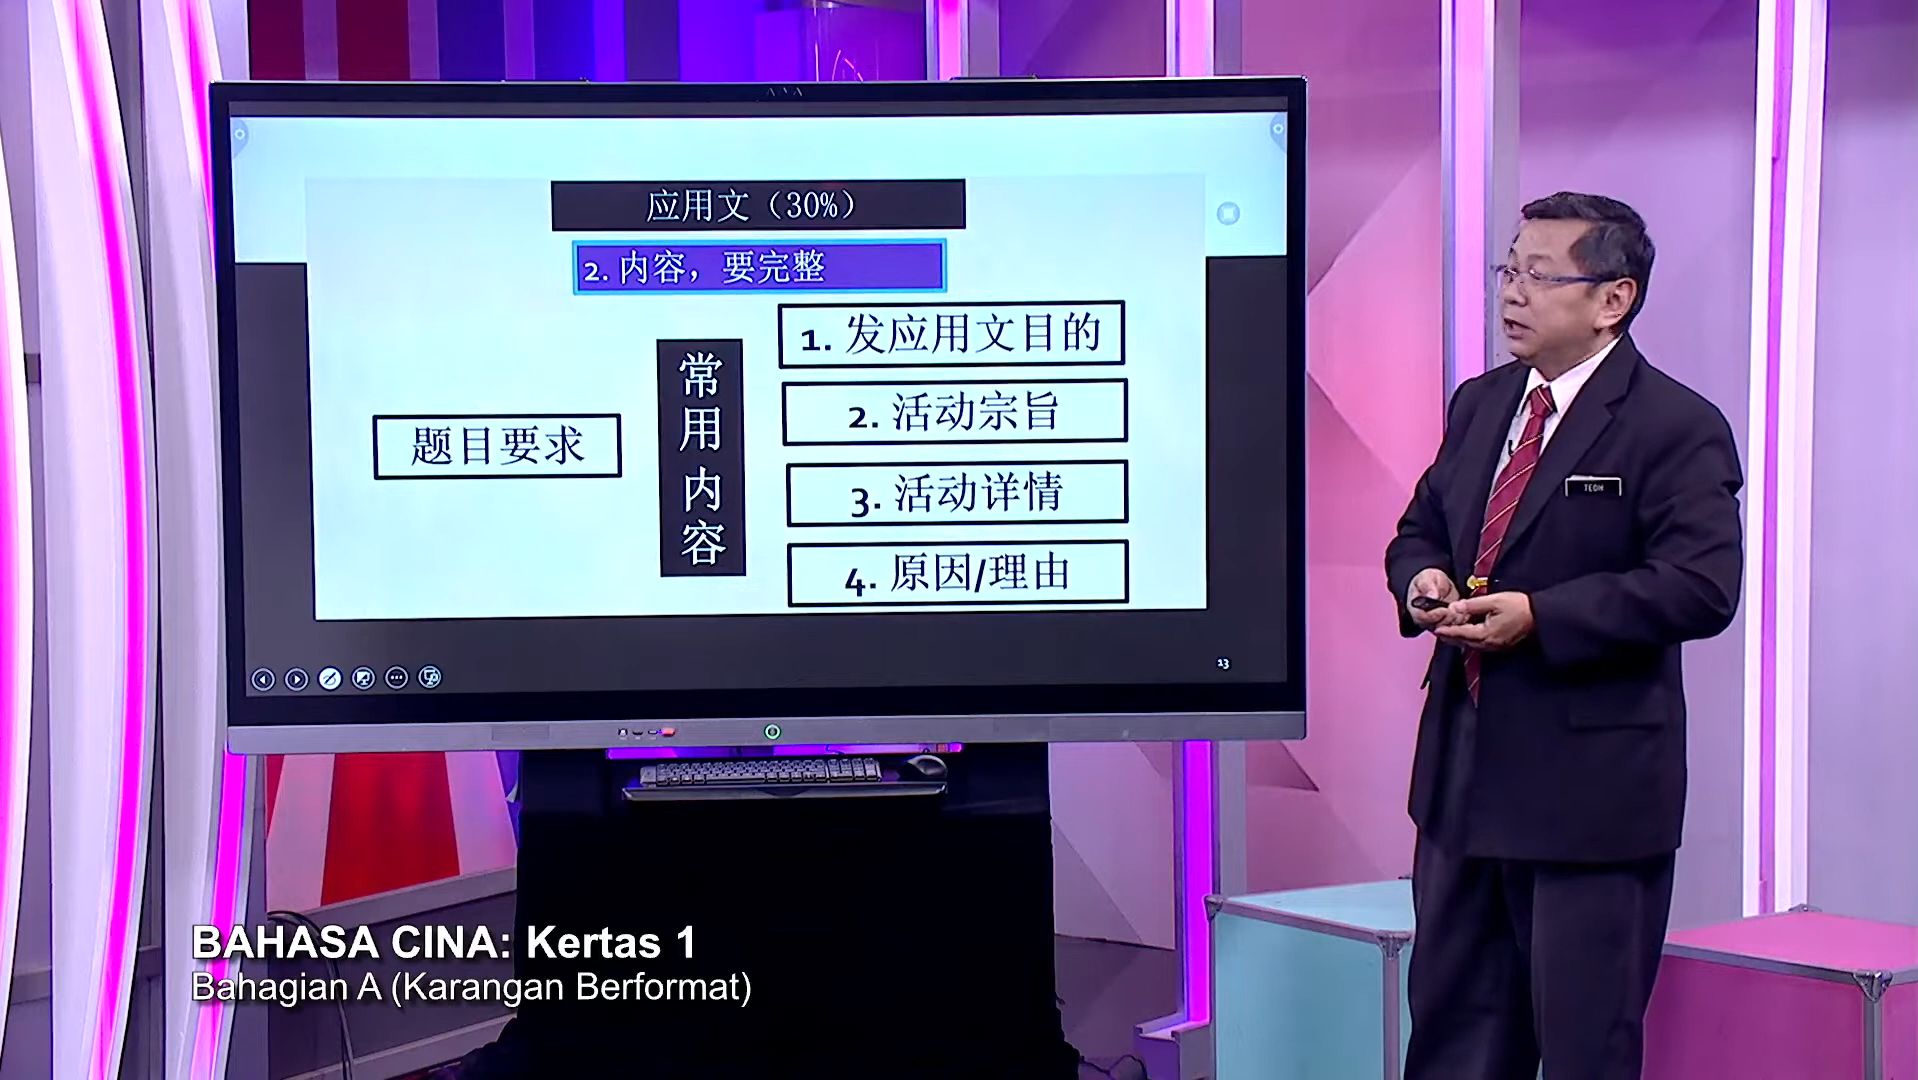 应用文（30%）
2. 内容，要完整
题目要求
常用内容
1. 发应用文目的
2. 活动宗旨
3. 活动详情
4. 原因/理由
13
TEOH
BAHASA CINA: Kertas 1
Bahagian A (Karangan Berformat)